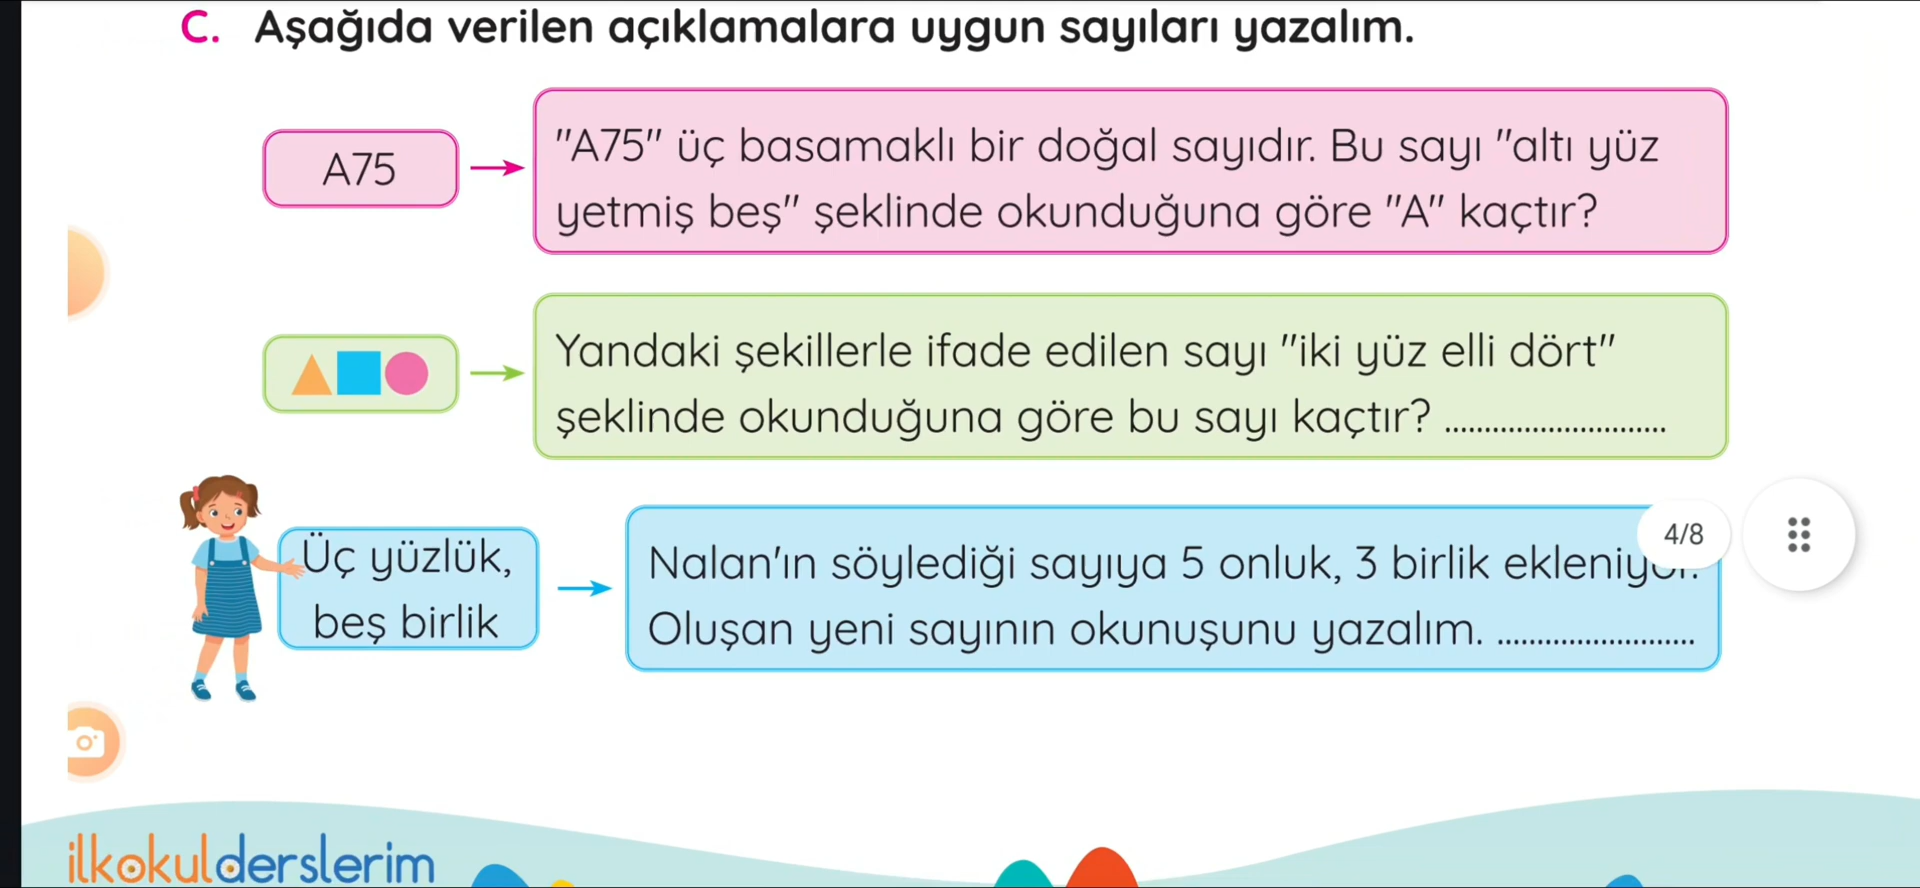 C. Aşağıda verilen açıklamalara uygun sayıları yazalım.
A75
"A75" üç basamaklı bir doğal sayıdır. Bu sayı "altı yüz
yetmiş beş" şeklinde okunduğuna göre "A" kaçtır?
Yandaki şekillerle ifade edilen sayı "iki yüz elli dört"
şeklinde okunduğuna göre bu sayı kaçtır? ............................
Üç yüzlük,
beş birlik
Nalan'ın söylediği sayıya 5 onluk, 3 birlik ekleniyor.
Oluşan yeni sayının okunuşunu yazalım. .........................
4/8
ilkokulderslerim